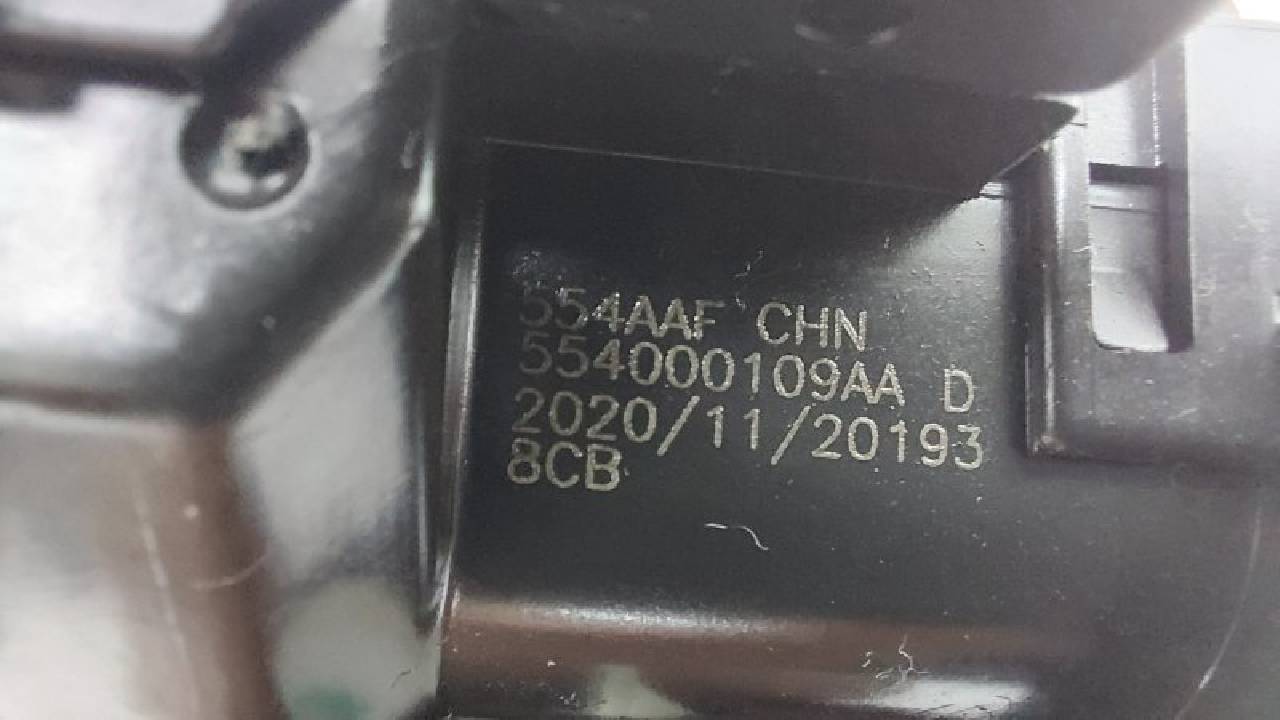 554AAF CHN
554000109AA D
2020/11/20193
8CB